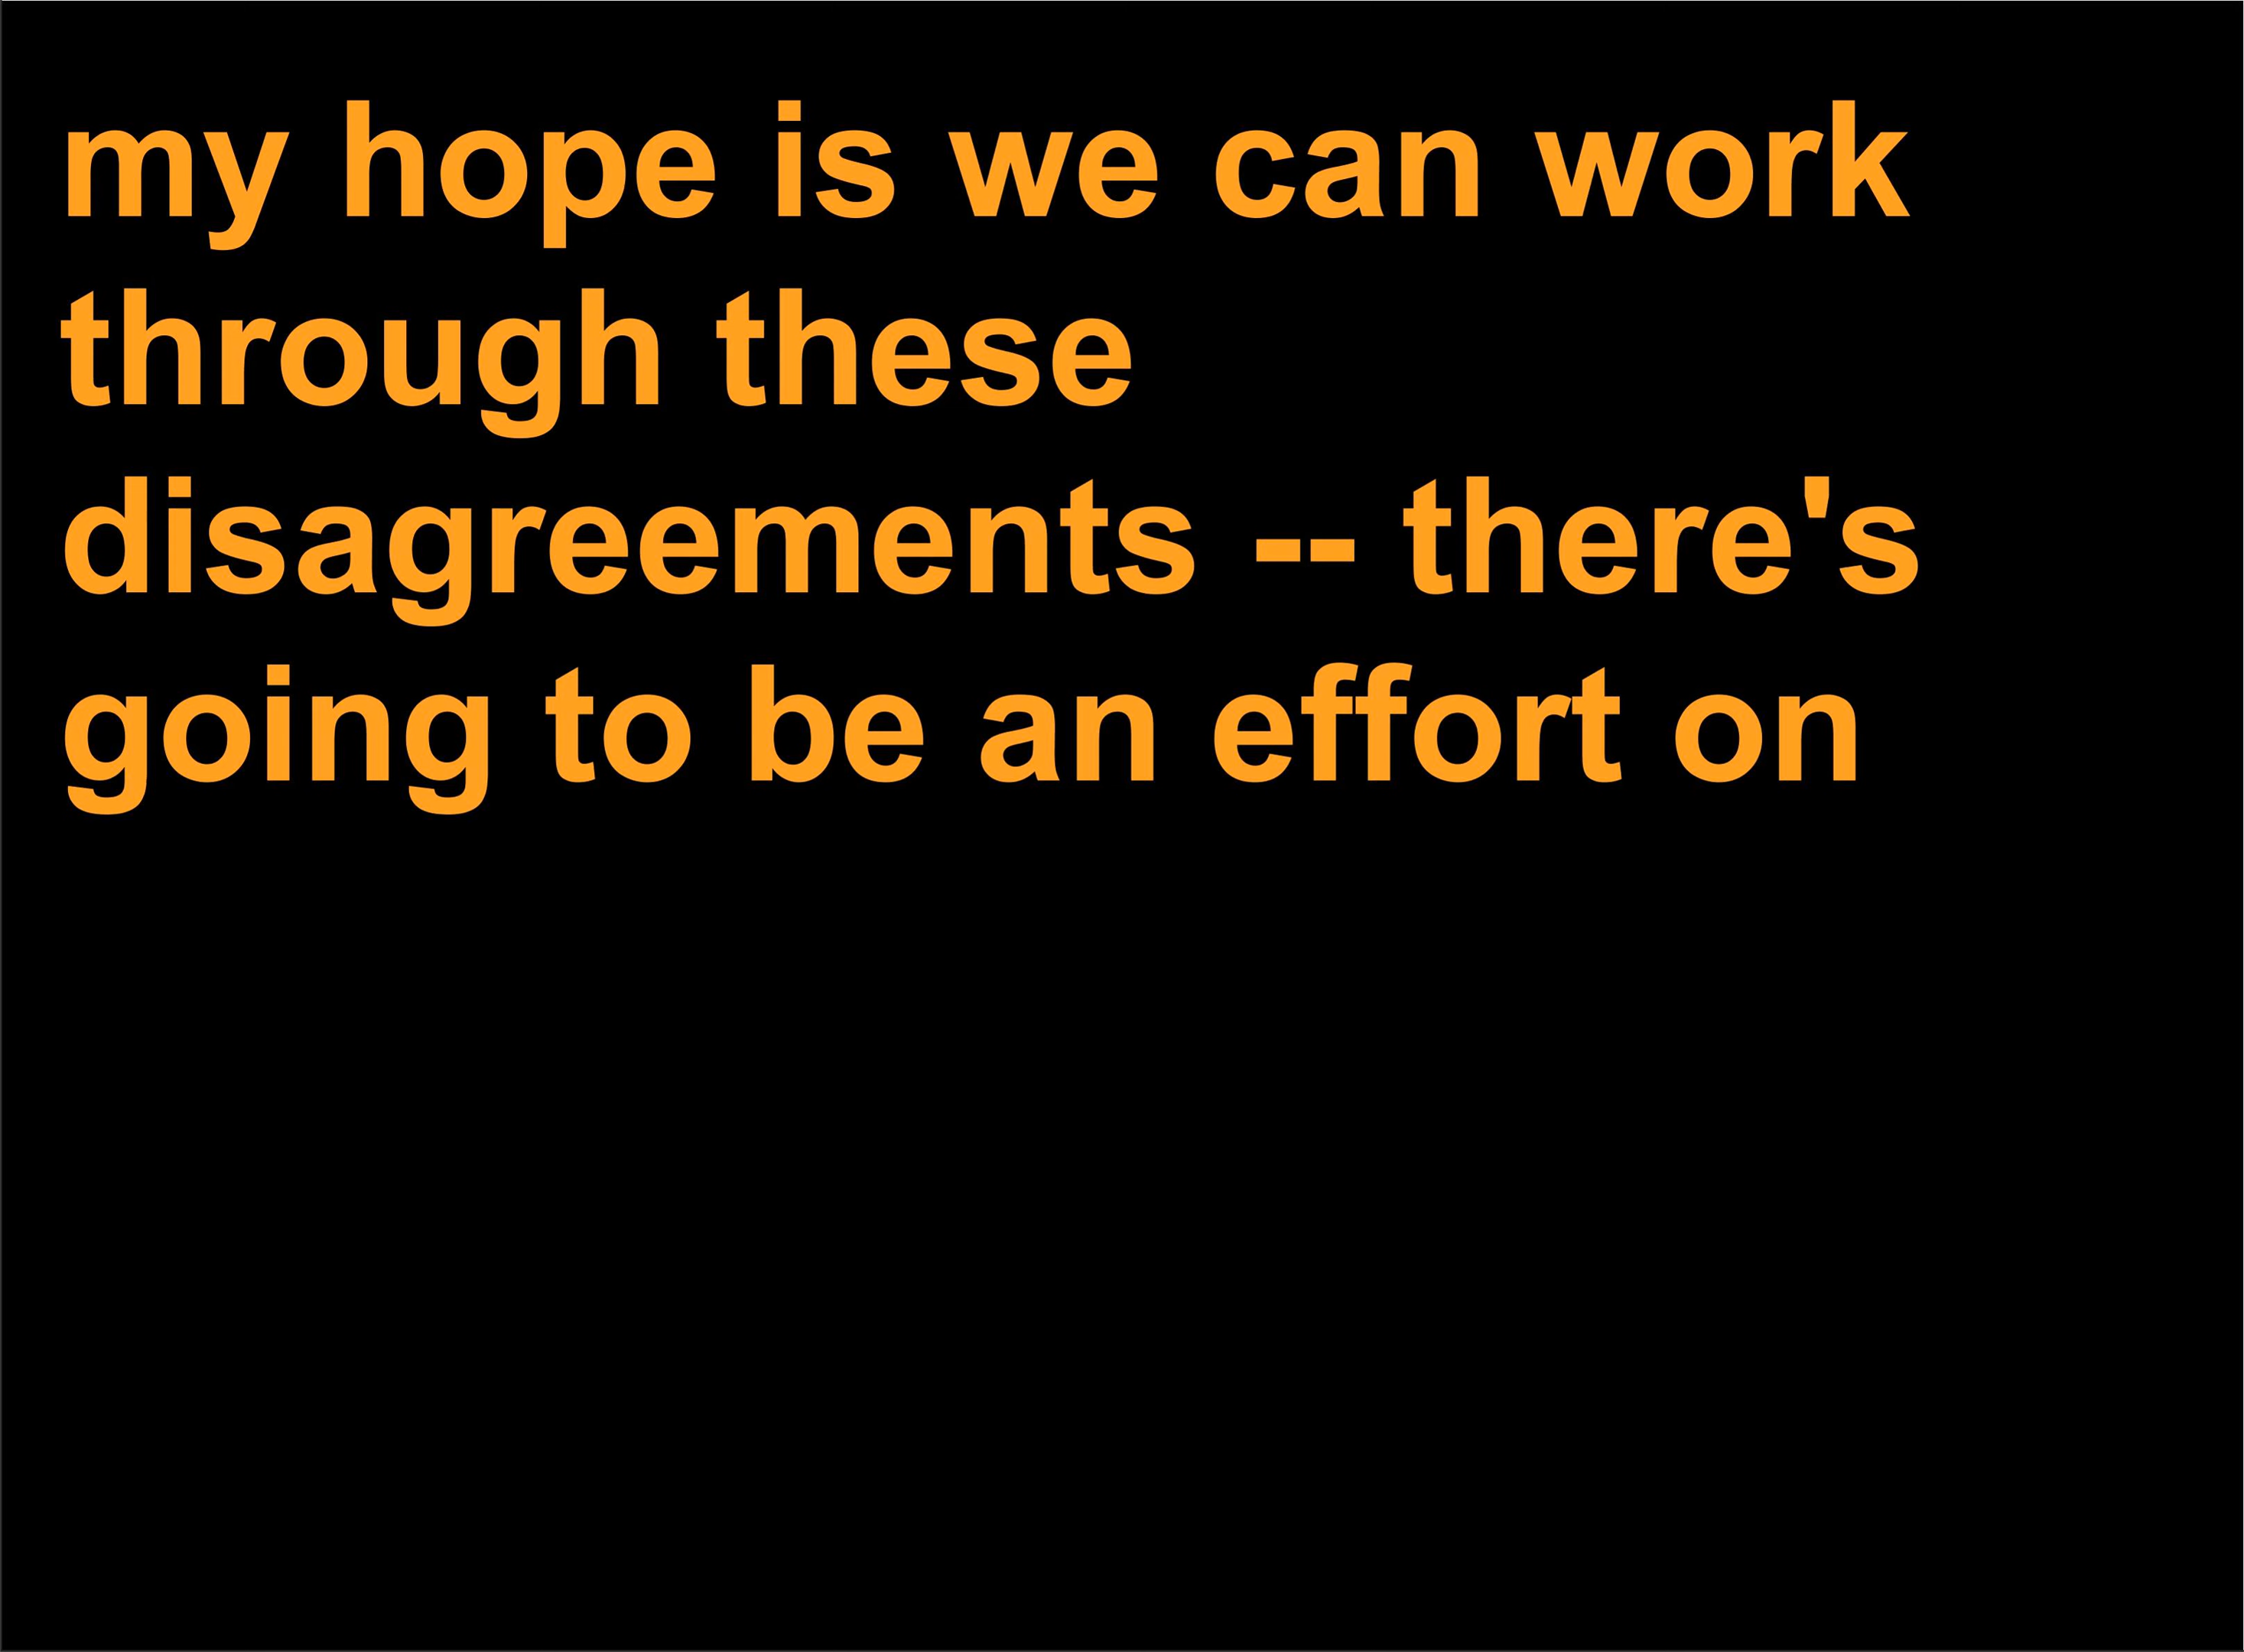 my hope is we can work
through these
disagreements -- there's
going to be an effort on